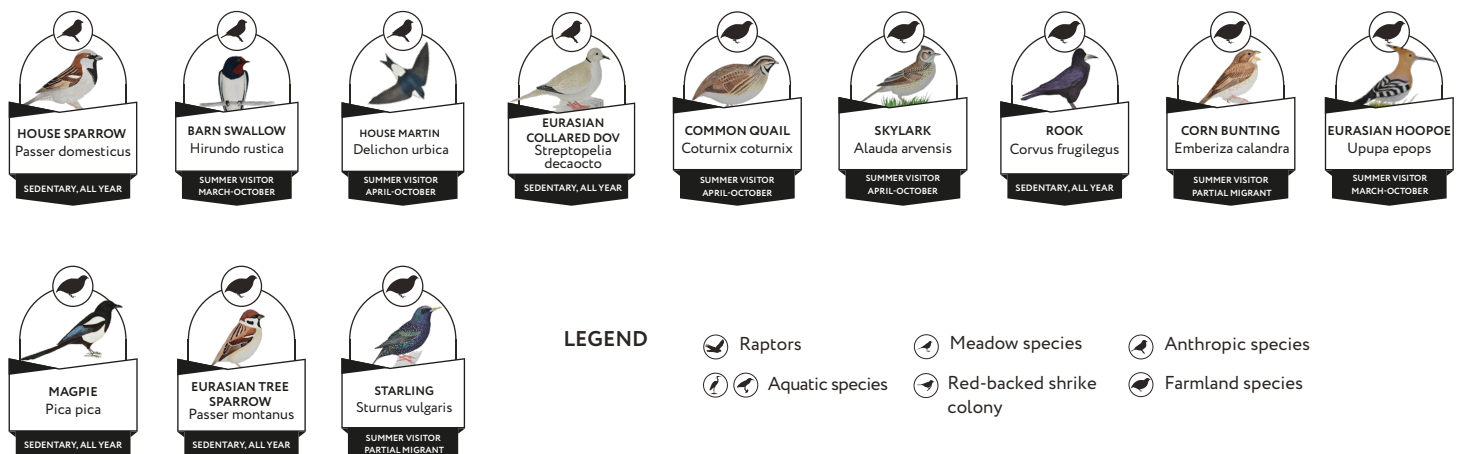 HOUSE SPARROW
Passer domesticus
SEDENTARY, ALL YEAR
BARN SWALLOW
Hirundo rustica
SUMMER VISITOR
MARCH-OCTOBER
HOUSE MARTIN
Delichon urbica
SUMMER VISITOR
APRIL-OCTOBER
EURASIAN
COLLARED DOV
Streptopelia
decaocto
SEDENTARY, ALL YEAR
COMMON QUAIL
Coturnix coturnix
SUMMER VISITOR
APRIL-OCTOBER
SKYLARK
Alauda arvensis
SUMMER VISITOR
APRIL-OCTOBER
ROOK
Corvus frugilegus
SEDENTARY, ALL YEAR
CORN BUNTING
Emberiza calandra
SUMMER VISITOR
PARTIAL MIGRANT
EURASIAN HOOPOE
Upupa epops
SUMMER VISITOR
MARCH-OCTOBER
MAGPIE
Pica pica
SEDENTARY, ALL YEAR
EURASIAN TREE
SPARROW
Passer montanus
SEDENTARY, ALL YEAR
STARLING
Sturnus vulgaris
SUMMER VISITOR
PARTIAL MIGRANT
LEGEND
Raptors
Aquatic species
Meadow species
Red-backed shrike
colony
Anthropic species
Farmland species